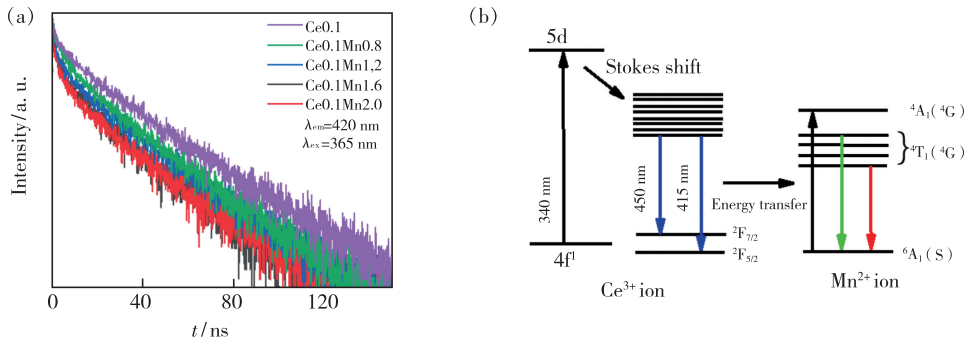 (a)
Intensity/a. u.
Ce0.1
Ce0.1Mn0.8
Ce0.1Mn1,2
Ce0.1Mn1.6
Ce0.1Mn2.0
λem=420 nm
λex=365 nm
0 40 80 120
t/ns
(b)
5d
Stokes shift
340 nm
4f¹
450 nm
415 nm
²F7/2
²F5/2
Ce³⁺ ion
Energy transfer
⁴A₁(⁴G)
⁴T₁(⁴G)
⁶A₁(S)
Mn²⁺ ion